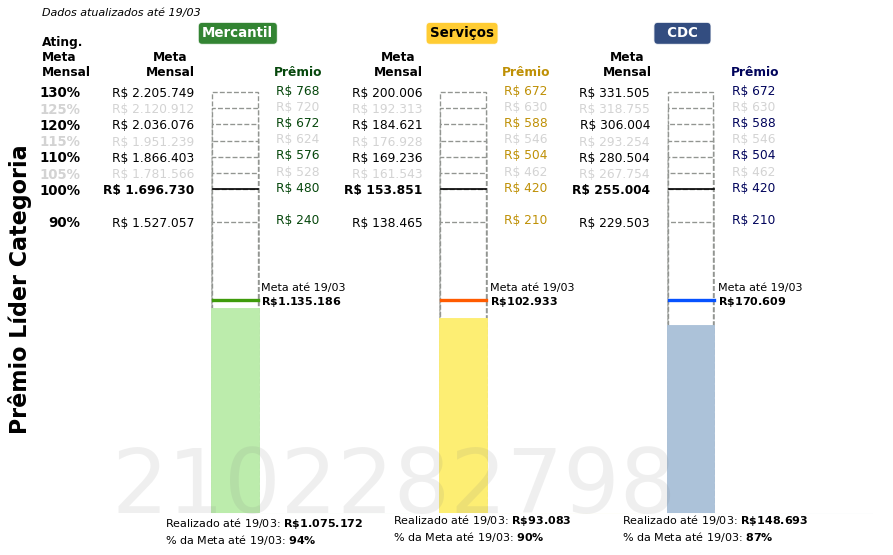 Dados atualizados até 19/03
Mercantil Serviços CDC
Ating.
Meta Meta Meta Meta
Mensal Mensal Prêmio Mensal Prêmio Mensal Prêmio
130% R$ 2.205.749 R$ 768 R$ 200.006 R$ 672 R$ 331.505 R$ 672
125% R$ 2.120.912 R$ 720 R$ 192.313 R$ 630 R$ 318.755 R$ 630
120% R$ 2.036.076 R$ 672 R$ 184.621 R$ 588 R$ 306.004 R$ 588
115% R$ 1.951.239 R$ 624 R$ 176.928 R$ 546 R$ 293.254 R$ 546
110% R$ 1.866.403 R$ 576 R$ 169.236 R$ 504 R$ 280.504 R$ 504
105% R$ 1.781.566 R$ 528 R$ 161.543 R$ 462 R$ 267.754 R$ 462
100% R$ 1.696.730 R$ 480 R$ 153.851 R$ 420 R$ 255.004 R$ 420
90% R$ 1.527.057 R$ 240 R$ 138.465 R$ 210 R$ 229.503 R$ 210
Prêmio Líder Categoria
Meta até 19/03 Meta até 19/03 Meta até 19/03
R$1.135.186 R$102.933 R$170.609
2102282798
Realizado até 19/03: R$1.075.172 Realizado até 19/03: R$93.083 Realizado até 19/03: R$148.693
% da Meta até 19/03: 94% % da Meta até 19/03: 90% % da Meta até 19/03: 87%